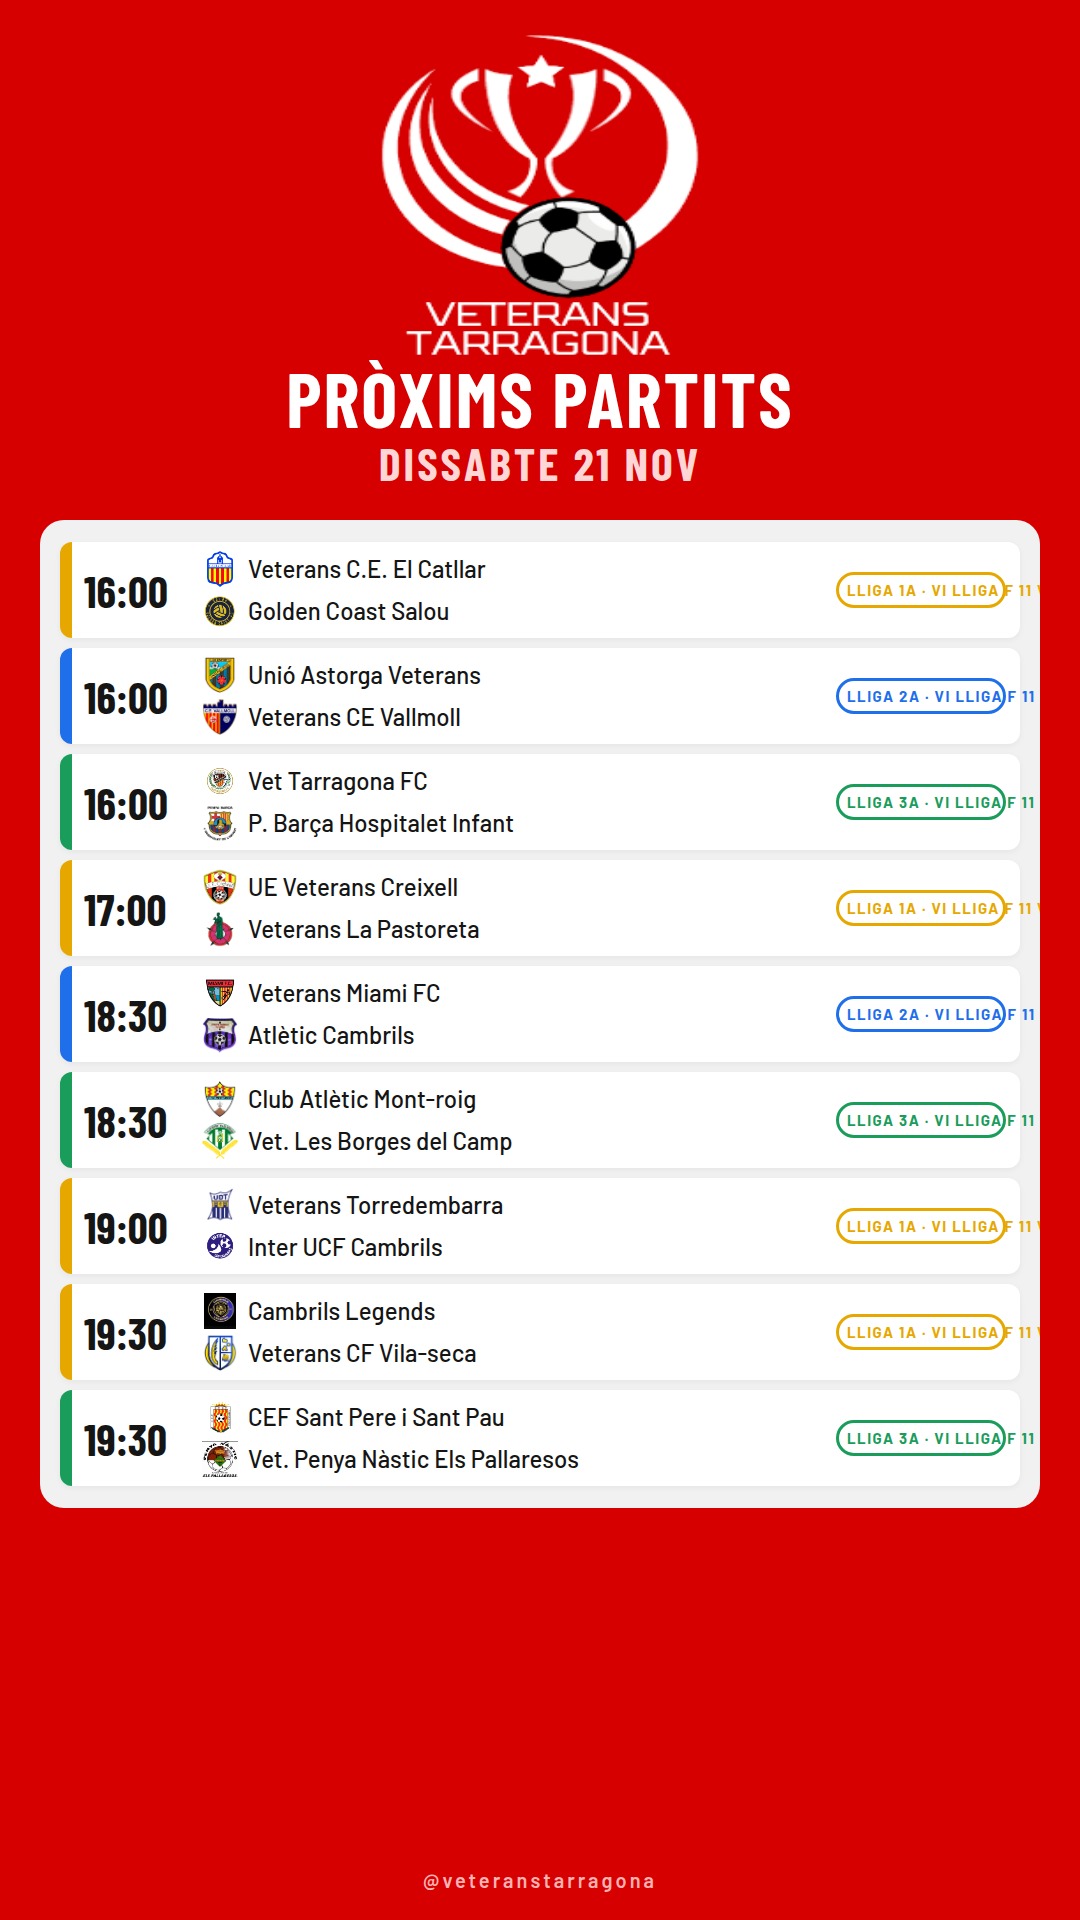 VETERANS
TARRAGONA
PRÒXIMS PARTITS
DISSABTE 21 NOV
16:00
Veterans C.E. El Catllar
Golden Coast Salou
LLIGA 1A · VI LLIGA F 11
16:00
Unió Astorga Veterans
Veterans CE Vallmoll
LLIGA 2A · VI LLIGA F 11
16:00
Vet Tarragona FC
P. Barça Hospitalet Infant
LLIGA 3A · VI LLIGA F 11
17:00
UE Veterans Creixell
Veterans La Pastoreta
LLIGA 1A · VI LLIGA F 11
18:30
Veterans Miami FC
Atlètic Cambrils
LLIGA 2A · VI LLIGA F 11
18:30
Club Atlètic Mont-roig
Vet. Les Borges del Camp
LLIGA 3A · VI LLIGA F 11
19:00
Veterans Torredembarra
Inter UCF Cambrils
LLIGA 1A · VI LLIGA F 11
19:30
Cambrils Legends
Veterans CF Vila-seca
LLIGA 1A · VI LLIGA F 11
19:30
CEF Sant Pere i Sant Pau
Vet. Penya Nàstic Els Pallaresos
LLIGA 3A · VI LLIGA F 11
@veteranstarragona